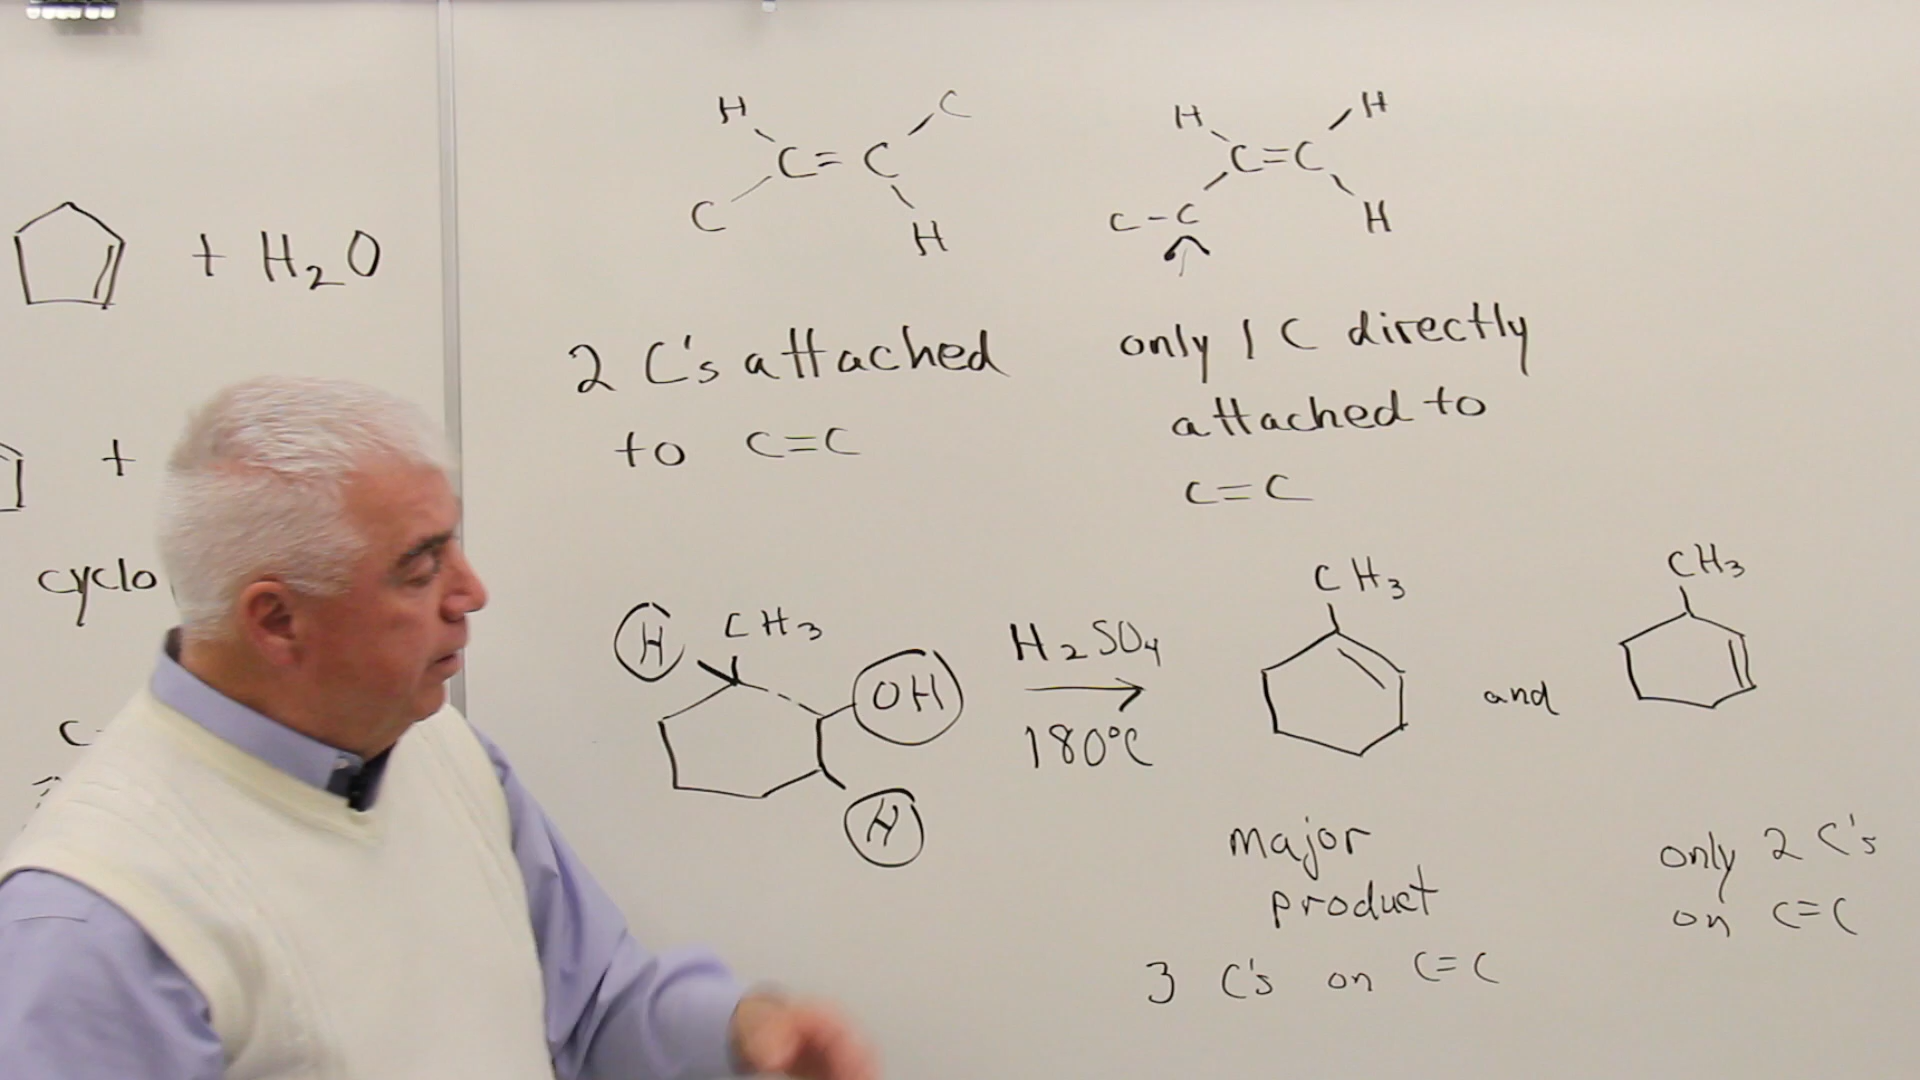 + H2O
+
cyclo
C-
H
C
C=C
C
H
2 C's attached
to C=C
H
H
C=C
C-C
H
only 1 C directly
attached to
C=C
H
CH3
OH
H
H2SO4
180°C
CH3
and
CH3
major
product
3 C's on C=C
only 2 C's
on C=C